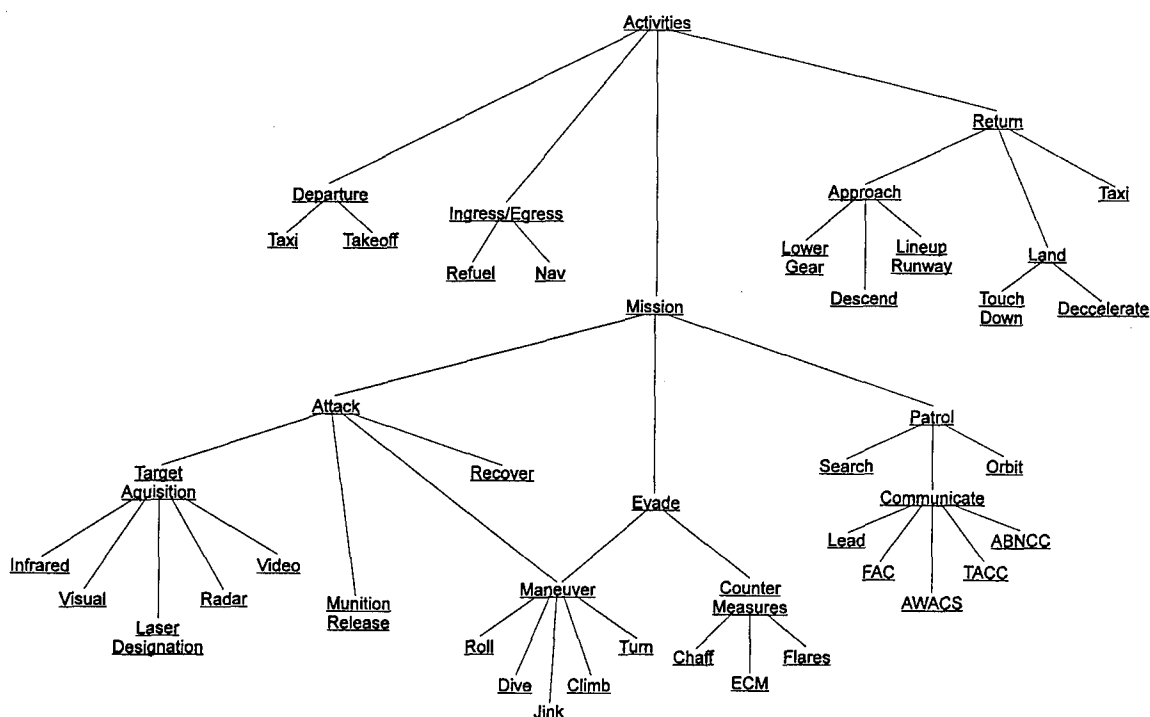 Activities
Return
Departure
Approach
Taxi
Ingress/Egress
Taxi
Takeoff
Lower
Gear
Lineup
Runway
Land
Refuel
Nav
Descend
Touch
Down
Deccelerate
Mission
Attack
Patrol
Target
Aquisition
Recover
Search
Orbit
Evade
Communicate
Infrared
Visual
Laser
Designation
Radar
Video
Munition
Release
Maneuver
Counter
Measures
Lead
FAC
AWACS
TACC
ABNCC
Roll
Dive
Jink
Climb
Turn
Chaff
ECM
Flares